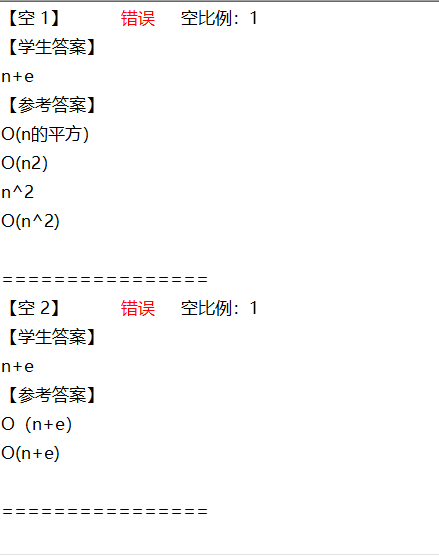 【空 1】 错误 空比例：1
【学生答案】
n+e
【参考答案】
O(n的平方）
O(n2）
n^2
O(n^2)
================
【空 2】 错误 空比例：1
【学生答案】
n+e
【参考答案】
O（n+e）
O(n+e)
================